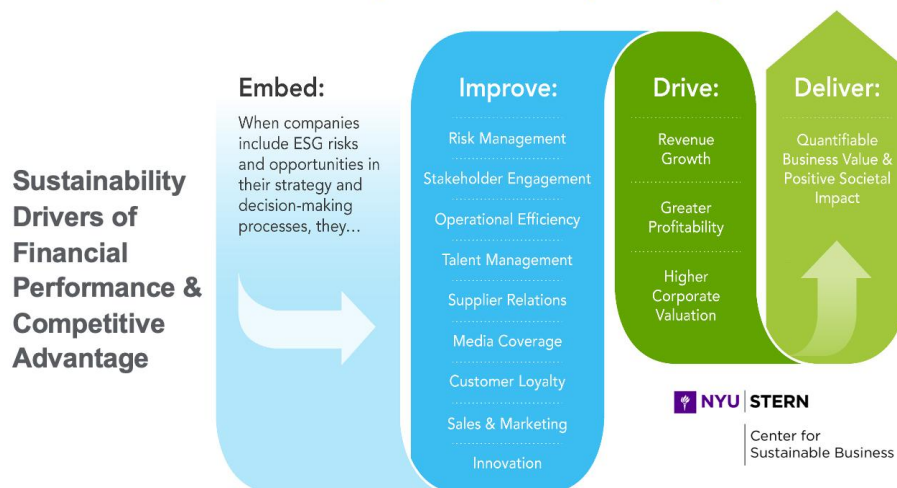 Sustainability
Drivers of
Financial
Performance &
Competitive
Advantage
Embed:
When companies
include ESG risks
and opportunities in
their strategy and
decision-making
processes, they…
Improve:
Risk Management
Stakeholder Engagement
Operational Efficiency
Talent Management
Supplier Relations
Media Coverage
Customer Loyalty
Sales & Marketing
Innovation
Drive:
Revenue
Growth
Greater
Profitability
Higher
Corporate
Valuation
Deliver:
Quantifiable
Business Value &
Positive Societal
Impact
NYU STERN
Center for
Sustainable Business